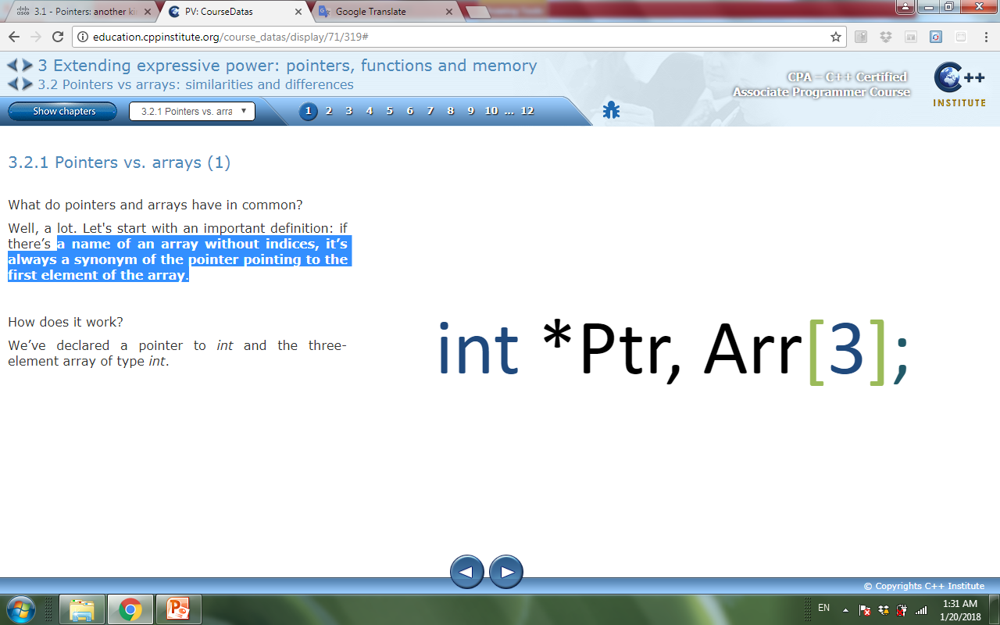 3.1 - Pointers: another ki
PV: CourseDatas
Google Translate
education.cppinstitute.org/course_datas/display/71/319#
3 Extending expressive power: pointers, functions and memory
3.2 Pointers vs arrays: similarities and differences
CPA – C++ Certified
Associate Programmer Course
C++
INSTITUTE
Show chapters
3.2.1 Pointers vs. arra
1 2 3 4 5 6 7 8 9 10 ... 12
3.2.1 Pointers vs. arrays (1)
What do pointers and arrays have in common?
Well, a lot. Let's start with an important definition: if
there’s a name of an array without indices, it’s
always a synonym of the pointer pointing to the
first element of the array.
How does it work?
We’ve declared a pointer to int and the three-
element array of type int.
int *Ptr, Arr[3];
© Copyrights C++ Institute
EN
1:31 AM
1/20/2018